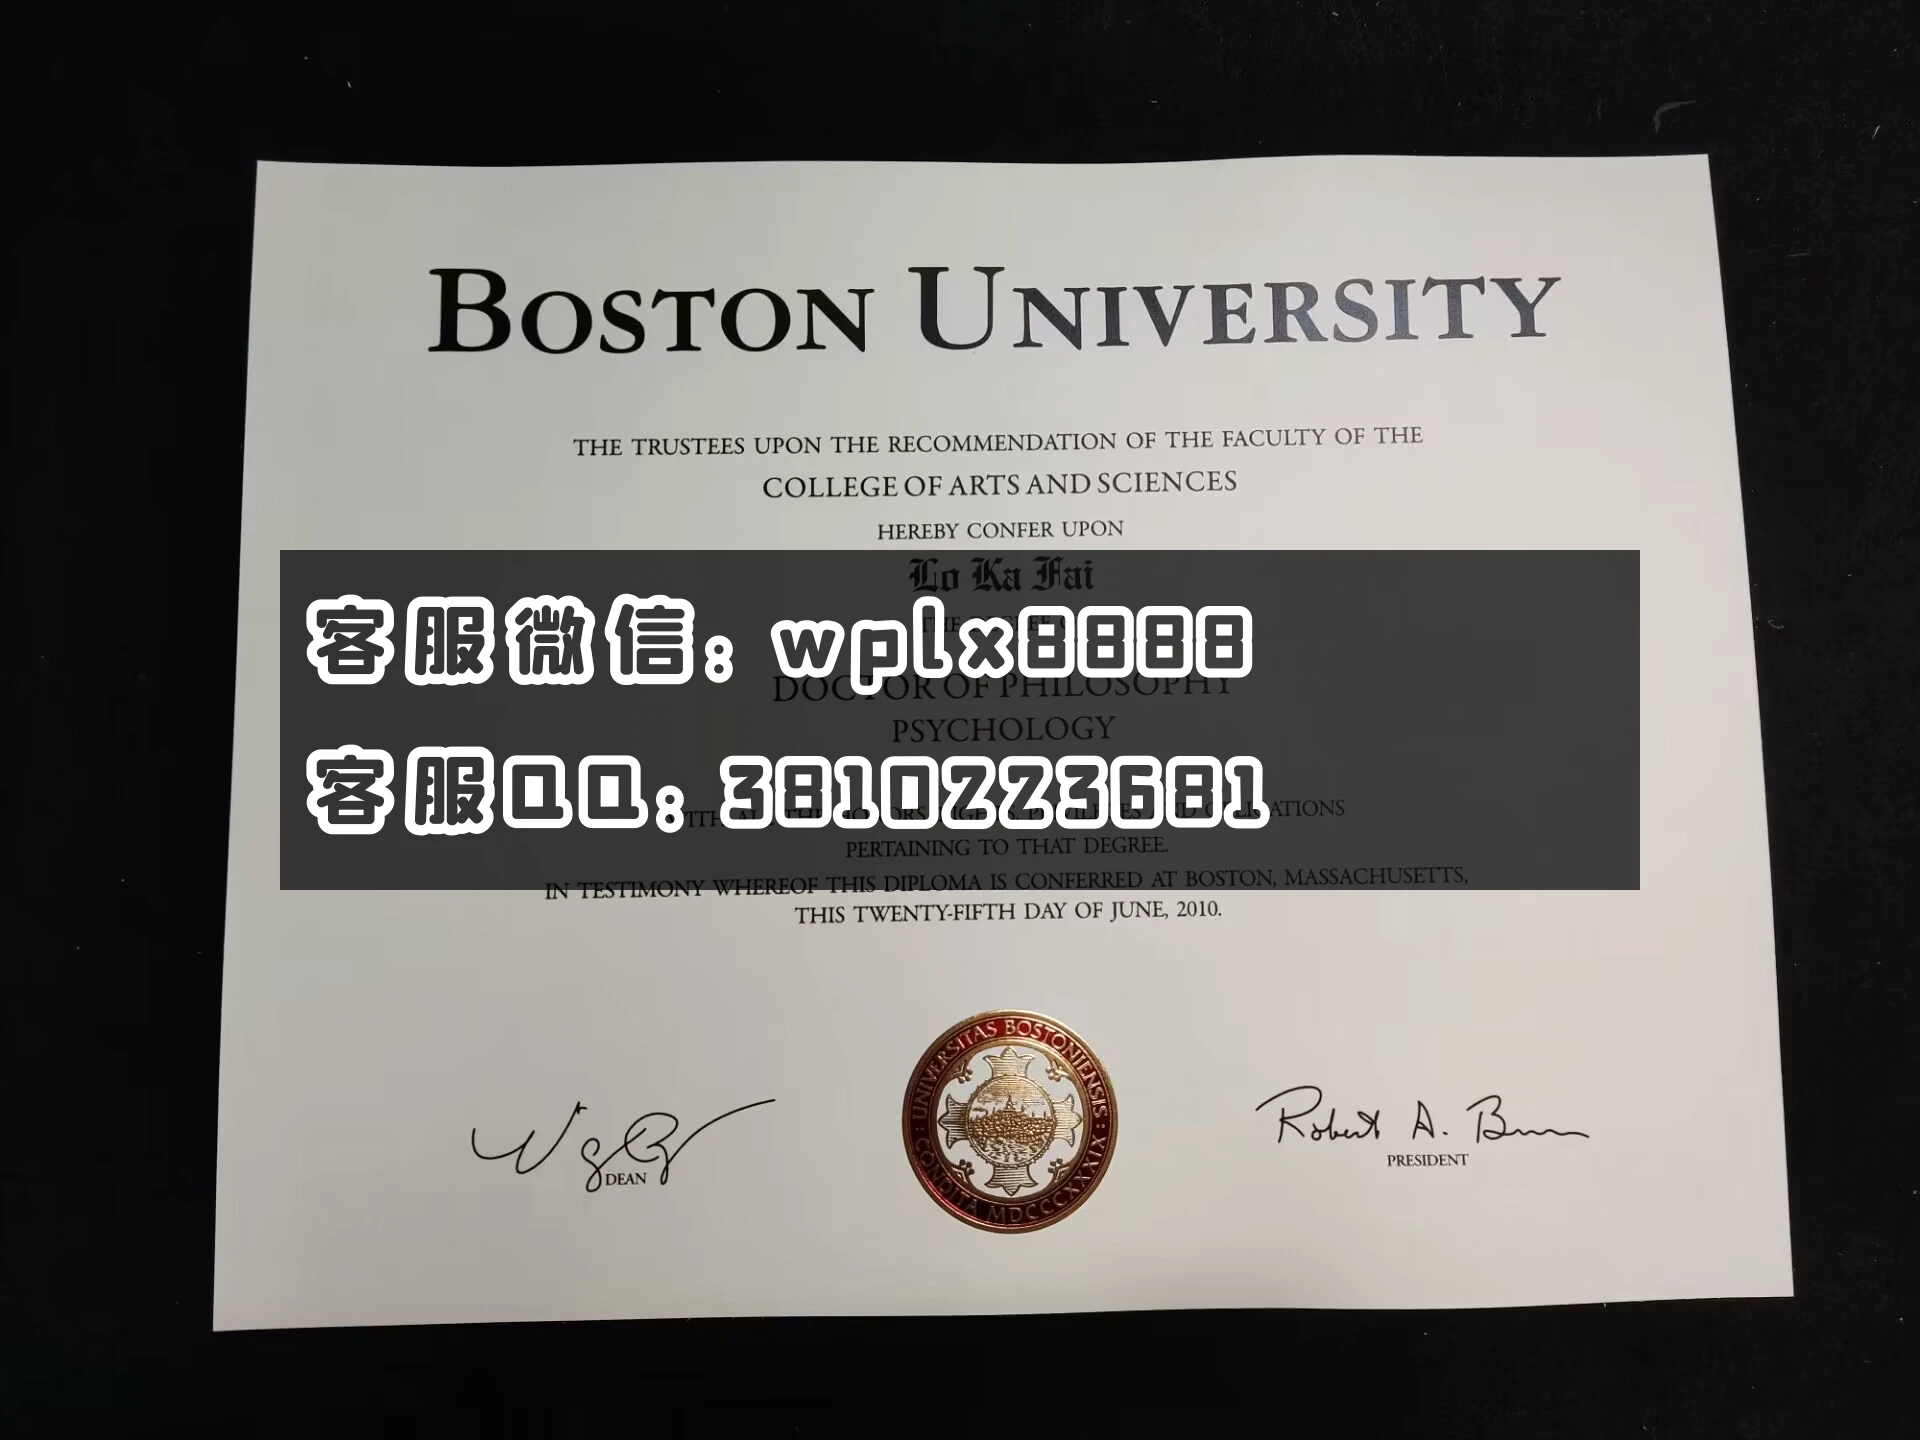 BOSTON UNIVERSITY
THE TRUSTEES UPON THE RECOMMENDATION OF THE FACULTY OF THE
COLLEGE OF ARTS AND SCIENCES
HEREBY CONFER UPON
Lo Ka Fai
客服微信: wplx8888
DOCTOR OF PHILOSOPHY
PSYCHOLOGY
客服QQ: 3810223681
PERTAINING TO THAT DEGREE.
IN TESTIMONY WHEREOF THIS DIPLOMA IS CONFERRED AT BOSTON, MASSACHUSETTS,
THIS TWENTY-FIFTH DAY OF JUNE, 2010.
UNIVERSITAS BOSTONIENSIS : CONDITA MDCCCXXXIX :
Robert A. Brown
DEAN
PRESIDENT